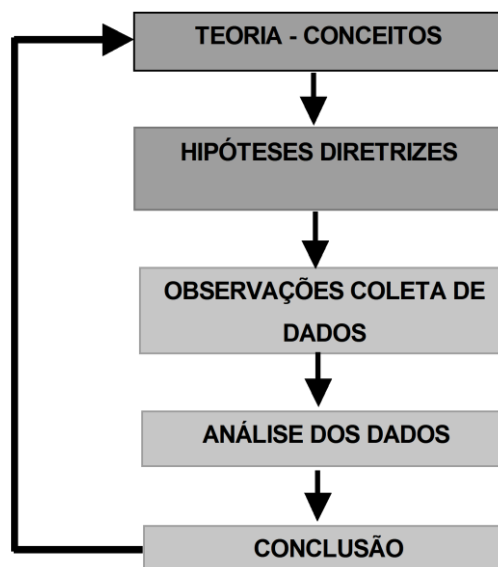 TEORIA - CONCEITOS
HIPÓTESES DIRETRIZES
OBSERVAÇÕES COLETA DE
DADOS
ANÁLISE DOS DADOS
CONCLUSÃO